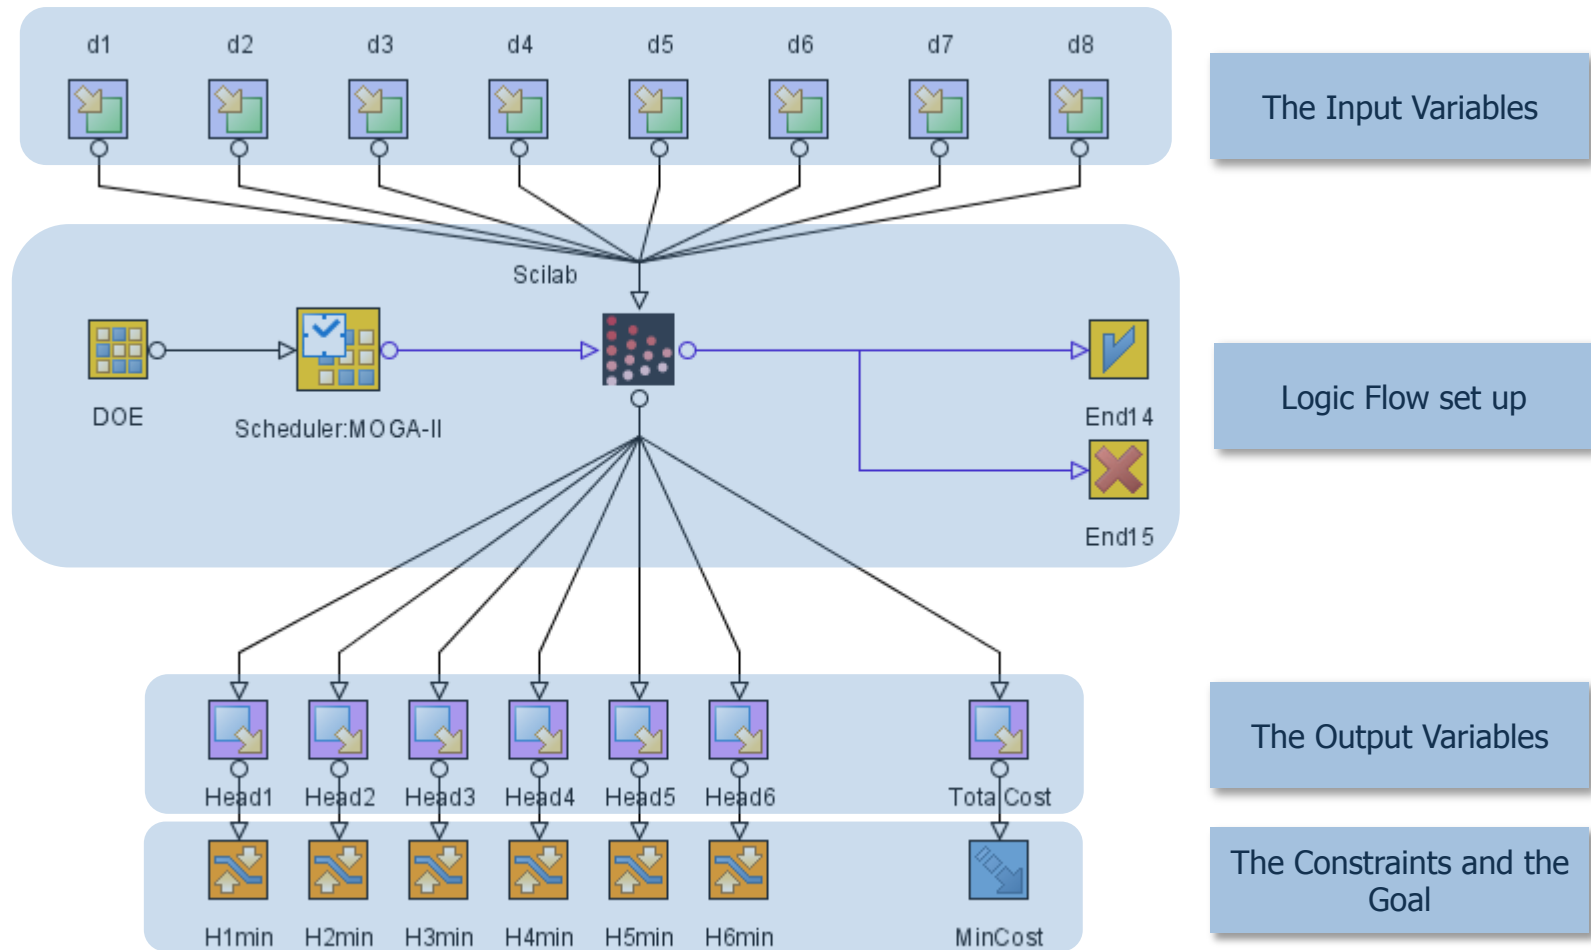 d1 d2 d3 d4 d5 d6 d7 d8
The Input Variables
Scilab
DOE
Scheduler:MOGA-II
End14
End15
Logic Flow set up
Head1 Head2 Head3 Head4 Head5 Head6 TotalCost
The Output Variables
H1min H2min H3min H4min H5min H6min MinCost
The Constraints and the
Goal